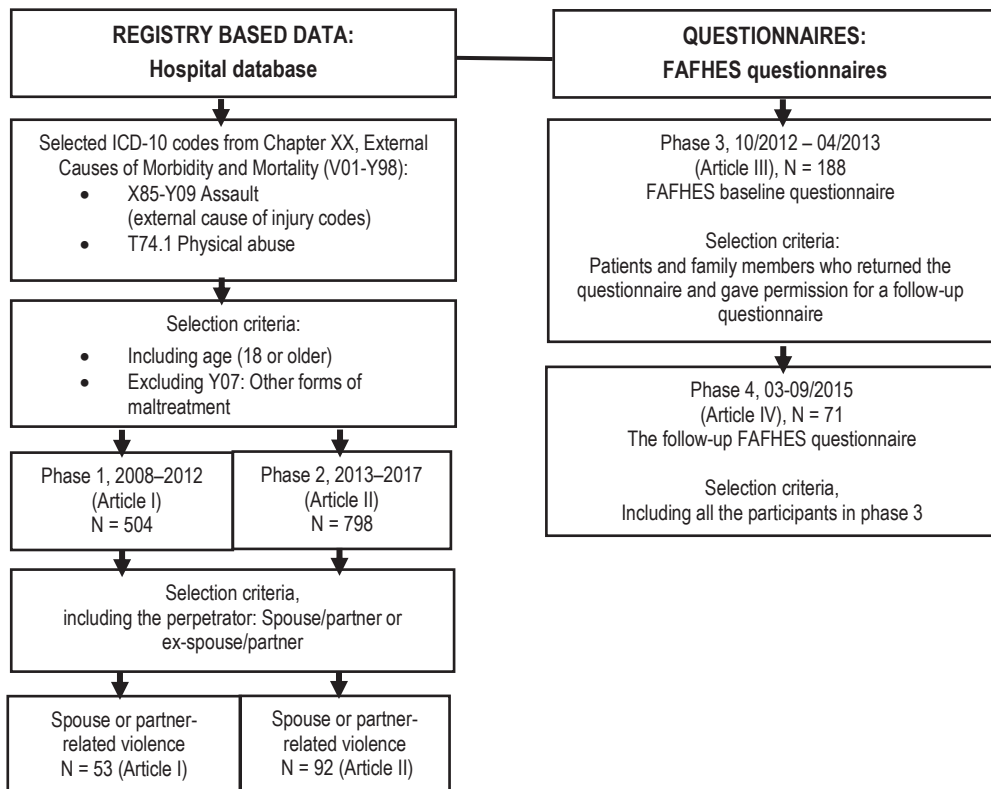 REGISTRY BASED DATA:
Hospital database
QUESTIONNAIRES:
FAFHES questionnaires
Selected ICD-10 codes from Chapter XX, External
Causes of Morbidity and Mortality (V01-Y98):
• X85-Y09 Assault
(external cause of injury codes)
• T74.1 Physical abuse
Selection criteria:
• Including age (18 or older)
• Excluding Y07: Other forms of
maltreatment
Phase 1, 2008–2012
(Article I)
N = 504
Phase 2, 2013–2017
(Article II)
N = 798
Selection criteria,
including the perpetrator: Spouse/partner or
ex-spouse/partner
Spouse or partner-
related violence
N = 53 (Article I)
Spouse or partner-
related violence
N = 92 (Article II)
Phase 3, 10/2012 – 04/2013
(Article III), N = 188
FAFHES baseline questionnaire
Selection criteria:
Patients and family members who returned the
questionnaire and gave permission for a follow-up
questionnaire
Phase 4, 03-09/2015
(Article IV), N = 71
The follow-up FAFHES questionnaire
Selection criteria,
Including all the participants in phase 3